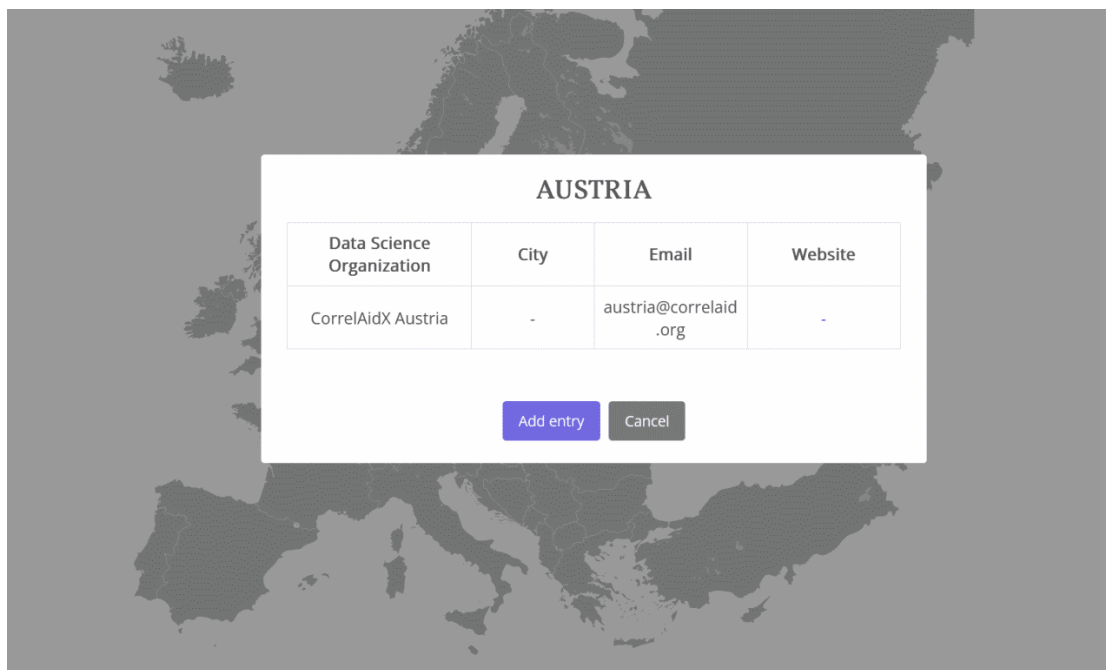 AUSTRIA
Data Science
Organization
City
Email
Website
CorrelAidX Austria
-
austria@correlaid
.org
-
Add entry
Cancel